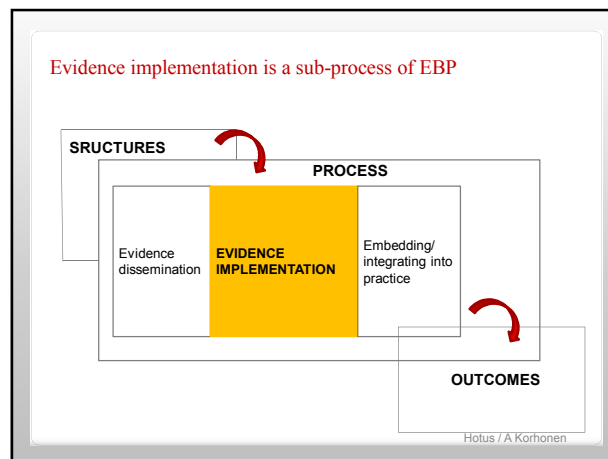 Evidence implementation is a sub-process of EBP
SRUCTURES
PROCESS
Evidence
dissemination
EVIDENCE
IMPLEMENTATION
Embedding/
integrating into
practice
OUTCOMES
Hotus / A Korhonen